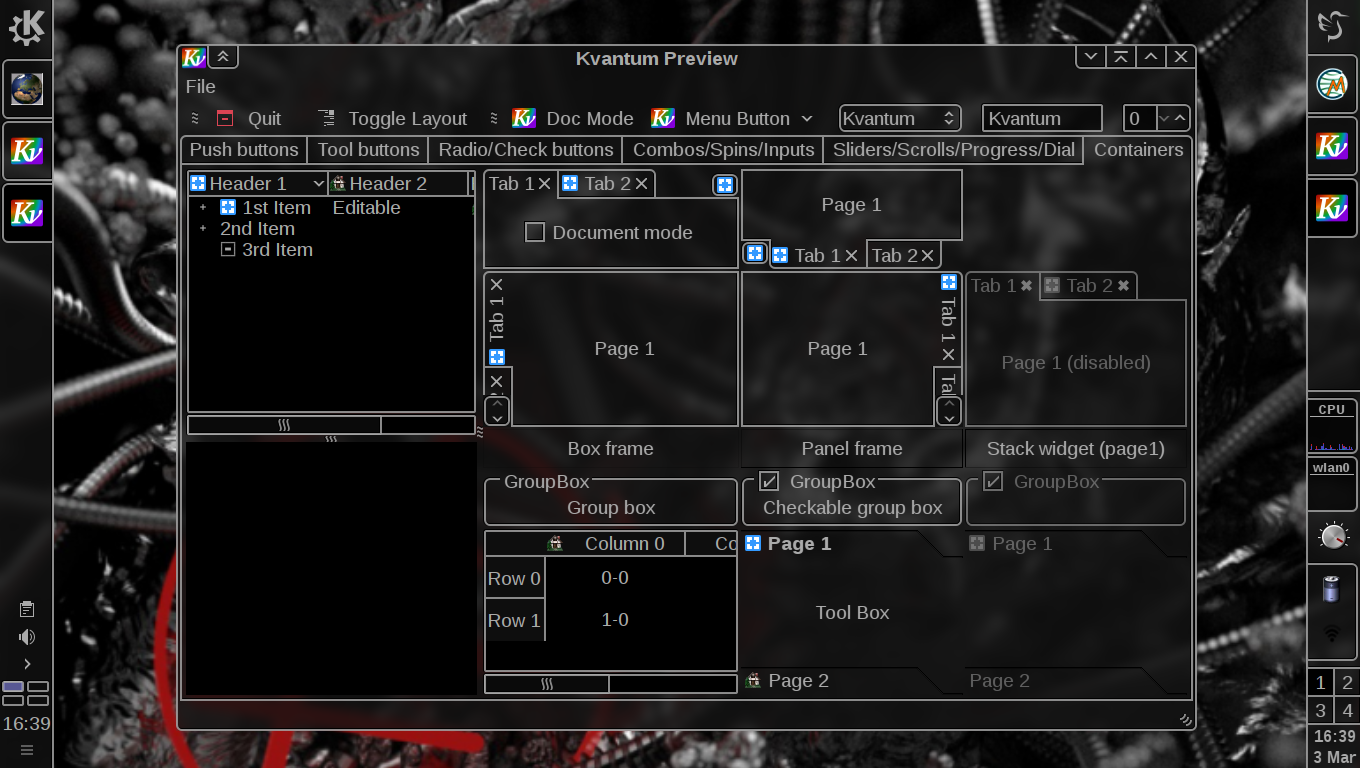 Kvantum Preview
File
Quit
Toggle Layout
Doc Mode
Menu Button
Kvantum
Kvantum
0
Push buttons
Tool buttons
Radio/Check buttons
Combos/Spins/Inputs
Sliders/Scrolls/Progress/Dial
Containers
Header 1
Header 2
1st Item
Editable
2nd Item
3rd Item
Tab 1
Tab 2
Document mode
Page 1
Tab 1
Tab 2
Tab 1
Page 1
Page 1
Tab 1
Tab 1
Tab 2
Page 1 (disabled)
Box frame
Panel frame
Stack widget (page1)
GroupBox
Group box
GroupBox
Checkable group box
GroupBox
Column 0
Co
Row 0
0-0
Row 1
1-0
Page 1
Tool Box
Page 2
Page 1
Page 2
16:39
CPU
wlan0
1 2
3 4
16:39
3 Mar